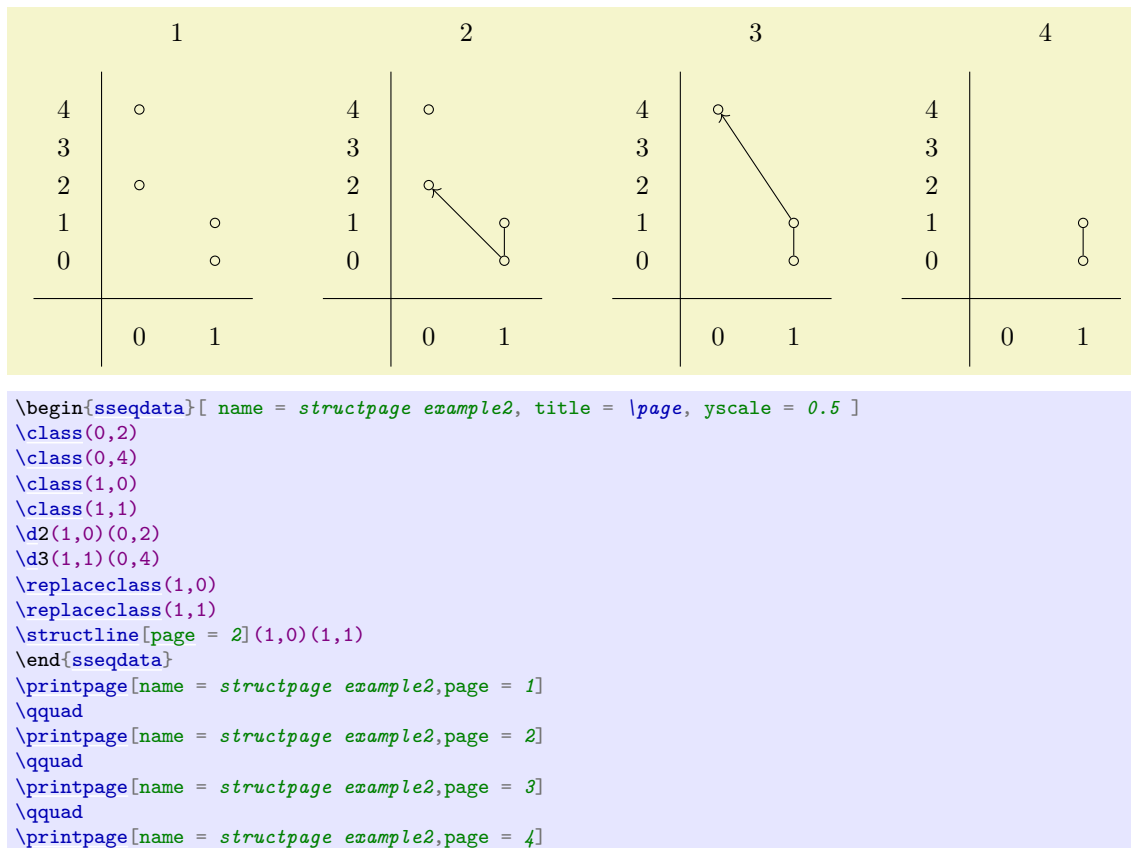 1 2 3 4
4 4 4 4
3 3 3 3
2 2 2 2
1 1 1 1
0 0 0 0
0 1 0 1 0 1 0 1
\begin{sseqdata}[ name = structpage example2, title = \page, yscale = 0.5 ]
\class(0,2)
\class(0,4)
\class(1,0)
\class(1,1)
\d2(1,0)(0,2)
\d3(1,1)(0,4)
\replaceclass(1,0)
\replaceclass(1,1)
\structline[page = 2](1,0)(1,1)
\end{sseqdata}
\printpage[name = structpage example2,page = 1]
\qquad
\printpage[name = structpage example2,page = 2]
\qquad
\printpage[name = structpage example2,page = 3]
\qquad
\printpage[name = structpage example2,page = 4]